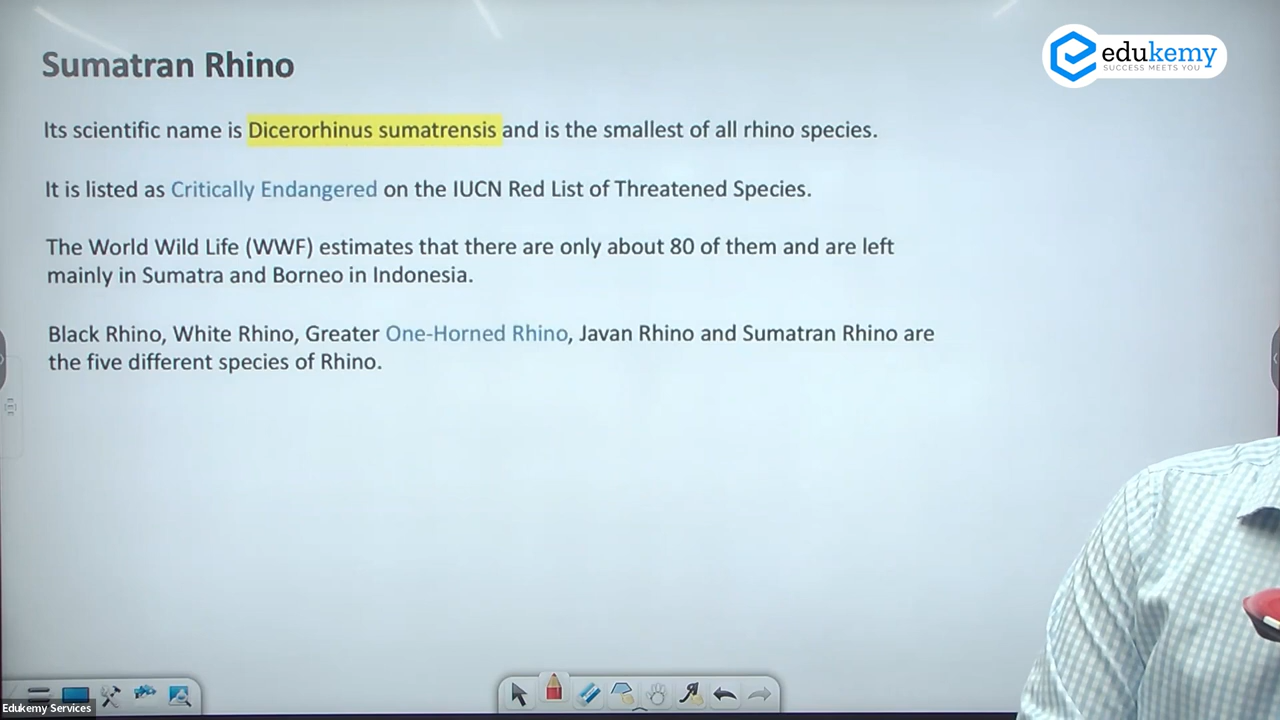 Sumatran Rhino
edukemy
SUCCESS MEETS YOU
Its scientific name is Dicerorhinus sumatrensis and is the smallest of all rhino species.
It is listed as Critically Endangered on the IUCN Red List of Threatened Species.
The World Wild Life (WWF) estimates that there are only about 80 of them and are left
mainly in Sumatra and Borneo in Indonesia.
Black Rhino, White Rhino, Greater One-Horned Rhino, Javan Rhino and Sumatran Rhino are
the five different species of Rhino.
Edukemy Services